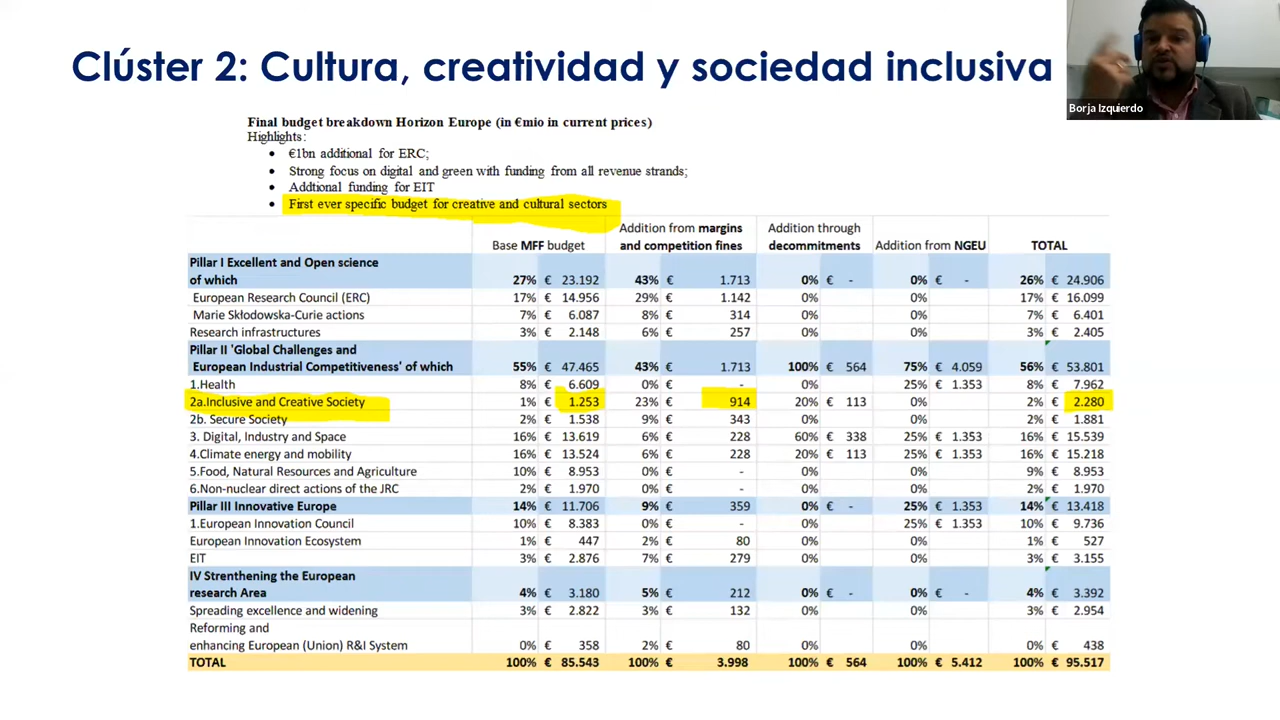 Clúster 2: Cultura, creatividad y sociedad inclusiva
Borja Izquierdo
Final budget breakdown Horizon Europe (in €mio in current prices)
Highlights:
• €1bn additional for ERC;
• Strong focus on digital and green with funding from all revenue strands;
• Addtional funding for EIT
• First ever specific budget for creative and cultural sectors
Base MFF budget Addition from margins and competition fines Addition through decommitments Addition from NGEU TOTAL
Pillar I Excellent and Open science
of which 27% € 23.192 43% € 1.713 0% € - 0% € - 26% € 24.906
European Research Council (ERC) 17% € 14.956 29% € 1.142 0% 0% 17% € 16.099
Marie Skłodowska-Curie actions 7% € 6.087 8% € 314 0% 0% 7% € 6.401
Research infrastructures 3% € 2.148 6% € 257 0% 0% 3% € 2.405
Pillar II 'Global Challenges and
European Industrial Competitiveness' of which 55% € 47.465 43% € 1.713 100% € 564 75% € 4.059 56% € 53.801
1.Health 8% € 6.609 0% € - 0% 25% € 1.353 8% € 7.962
2a.Inclusive and Creative Society 1% € 1.253 23% € 914 20% € 113 0% 2% € 2.280
2b. Secure Society 2% € 1.538 9% € 343 0% 0% 2% € 1.881
3. Digital, Industry and Space 16% € 13.619 6% € 228 60% € 338 25% € 1.353 16% € 15.539
4.Climate energy and mobility 16% € 13.524 6% € 228 20% € 113 25% € 1.353 16% € 15.218
5.Food, Natural Resources and Agriculture 10% € 8.953 0% € - 0% 0% 9% € 8.953
6.Non-nuclear direct actions of the JRC 2% € 1.970 0% € - 0% 0% 2% € 1.970
Pillar III Innovative Europe 14% € 11.706 9% € 359 0% € - 25% € 1.353 14% € 13.418
1.European Innovation Council 10% € 8.383 0% € - 0% 25% € 1.353 10% € 9.736
European Innovation Ecosystem 1% € 447 2% € 80 0% 0% 1% € 527
EIT 3% € 2.876 7% € 279 0% 0% 3% € 3.155
IV Strenthening the European
research Area 4% € 3.180 5% € 212 0% € - 0% € - 4% € 3.392
Spreading excellence and widening 3% € 2.822 3% € 132 0% 0% 3% € 2.954
Reforming and
enhancing European (Union) R&I System 0% € 358 2% € 80 0% 0% 0% € 438
TOTAL 100% € 85.543 100% € 3.998 100% € 564 100% € 5.412 100% € 95.517